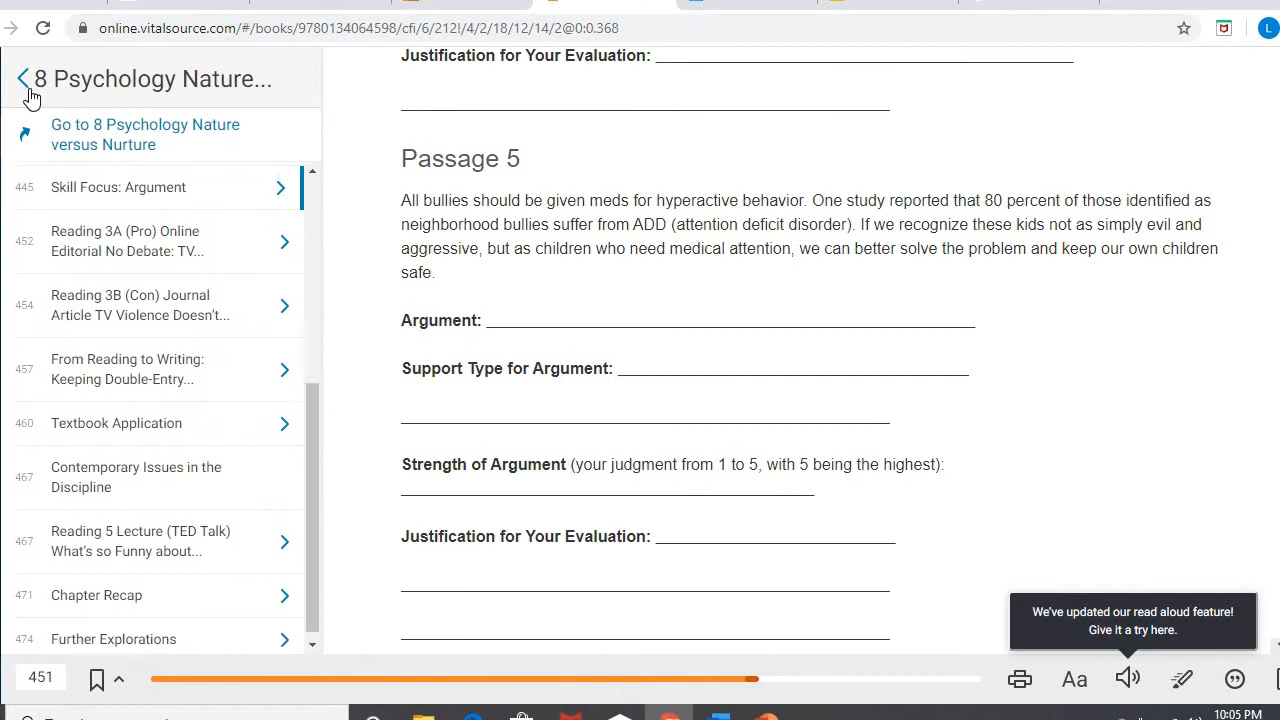 online.vitalsource.com/#/books/9780134064598/cfi/6/212!/4/2/18/12/14/2@0:0.368
L
8 Psychology Nature...
Go to 8 Psychology Nature
versus Nurture
445 Skill Focus: Argument
452 Reading 3A (Pro) Online
Editorial No Debate: TV...
454 Reading 3B (Con) Journal
Article TV Violence Doesn't...
457 From Reading to Writing:
Keeping Double-Entry...
460 Textbook Application
467 Contemporary Issues in the
Discipline
467 Reading 5 Lecture (TED Talk)
What's so Funny about...
471 Chapter Recap
474 Further Explorations
Justification for Your Evaluation:
Passage 5
All bullies should be given meds for hyperactive behavior. One study reported that 80 percent of those identified as
neighborhood bullies suffer from ADD (attention deficit disorder). If we recognize these kids not as simply evil and
aggressive, but as children who need medical attention, we can better solve the problem and keep our own children
safe.
Argument:
Support Type for Argument:
Strength of Argument (your judgment from 1 to 5, with 5 being the highest):
Justification for Your Evaluation:
We've updated our read aloud feature!
Give it a try here.
451
Aa
10:05 PM